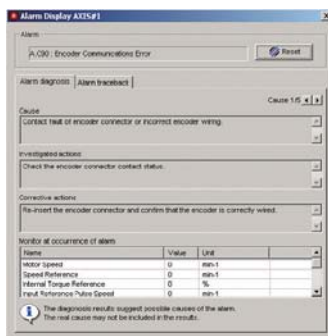 Alarm Display AXIS#1
Alarm
A.C90 : Encoder Communications Error
Reset
Alarm diagnosis
Alarm traceback
Cause 1/5
Cause
Contact fault of encoder connector or incorrect encoder wiring.
Investigated actions
Check the encoder connector contact status.
Corrective actions
Re-insert the encoder connector and confirm that the encoder is correctly wired.
Monitor at occurrence of alarm
Name Value Unit
Motor Speed 0 min-1
Speed Reference 0 min-1
Internal Torque Reference 0 %
Input Reference Pulse Speed 0 min-1
The diagnosis results suggest possible causes of the alarm.
The real cause may not be included in the results.